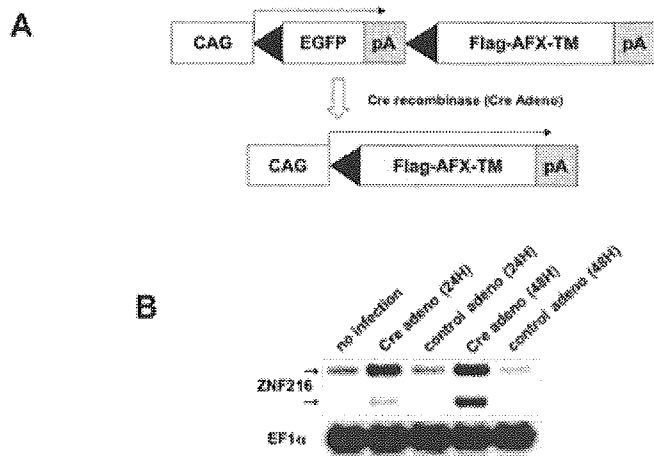 A
CAG EGFP pA Flag-AFX-TM pA
Cre recombinase (Cre Adeno)
CAG Flag-AFX-TM pA
B
no infection
Cre adeno (24H)
control adeno (24H)
Cre adeno (48H)
control adeno (48H)
ZNF216
EF1α